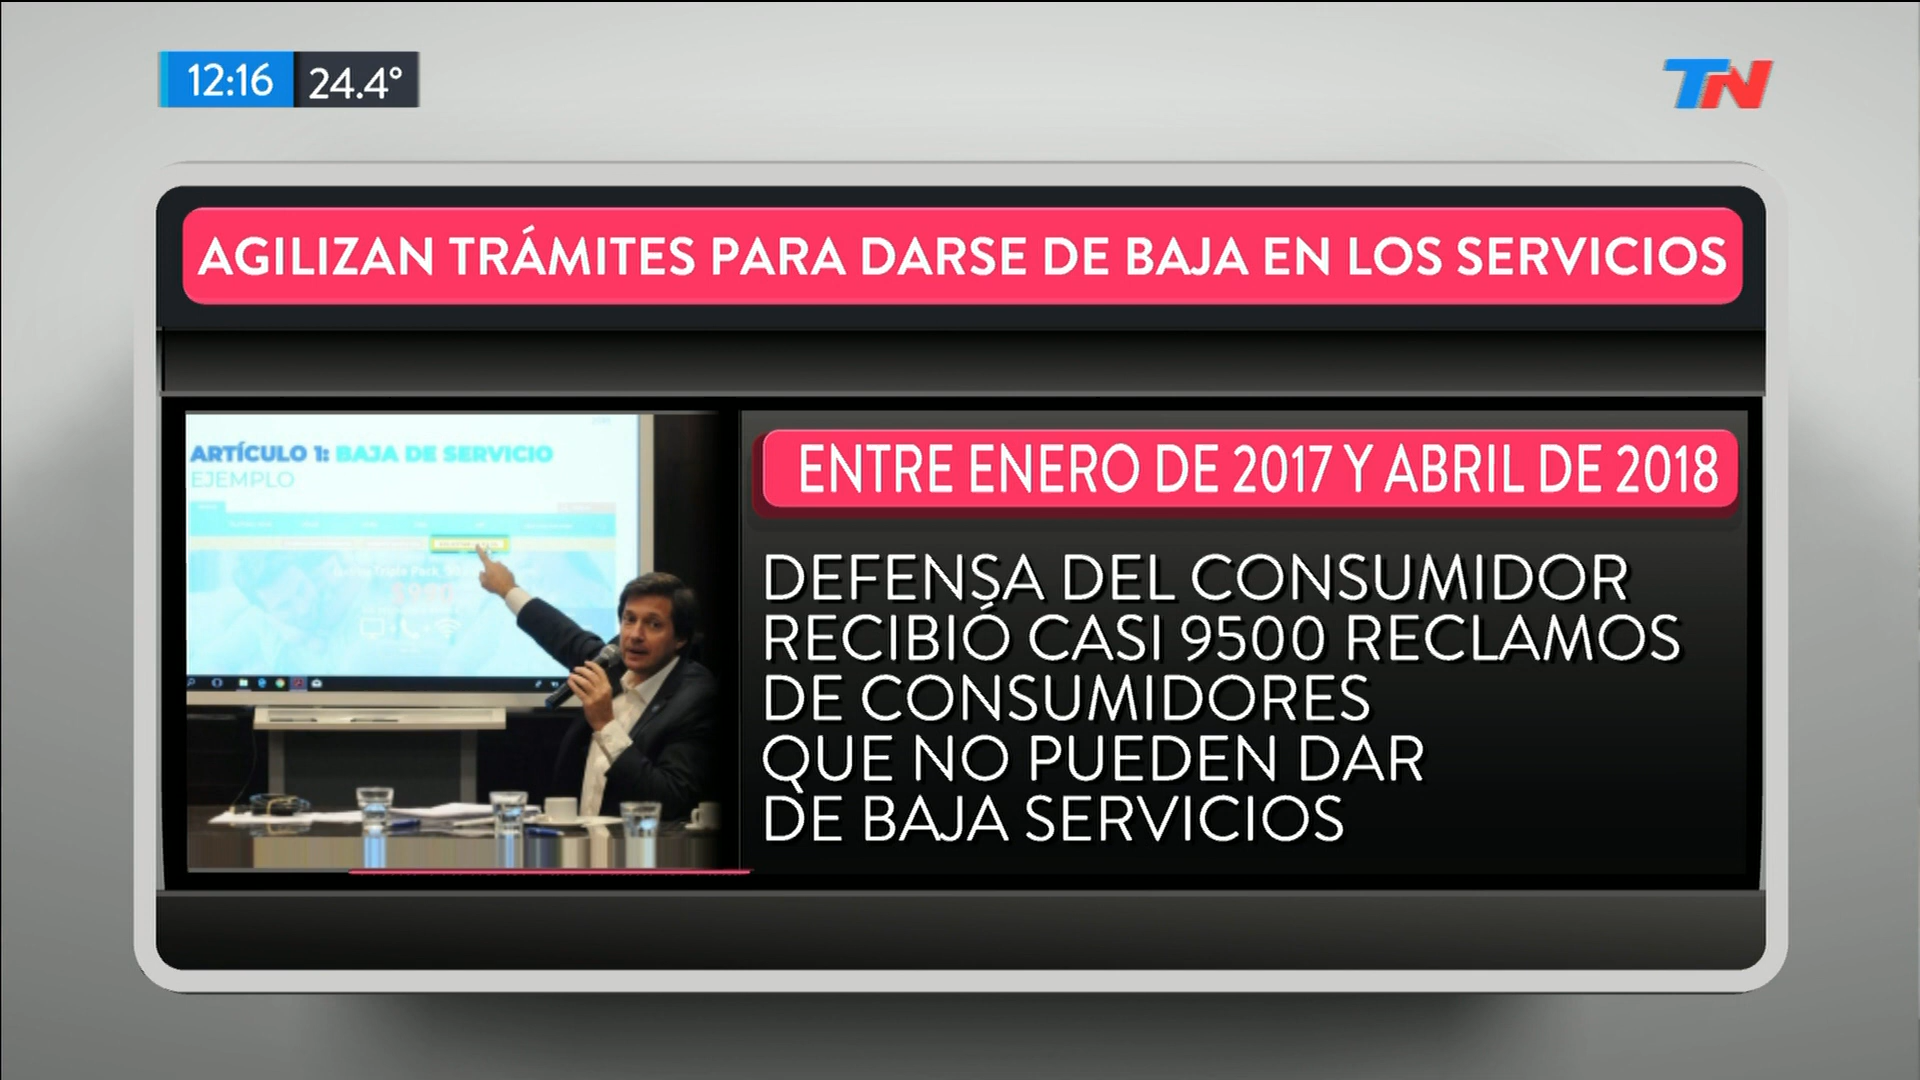 12:16 24.4°
TN
AGILIZAN TRÁMITES PARA DARSE DE BAJA EN LOS SERVICIOS
ARTÍCULO 1: BAJA DE SERVICIO
EJEMPLO
ENTRE ENERO DE 2017 Y ABRIL DE 2018
DEFENSA DEL CONSUMIDOR
RECIBIÓ CASI 9500 RECLAMOS
DE CONSUMIDORES
QUE NO PUEDEN DAR
DE BAJA SERVICIOS